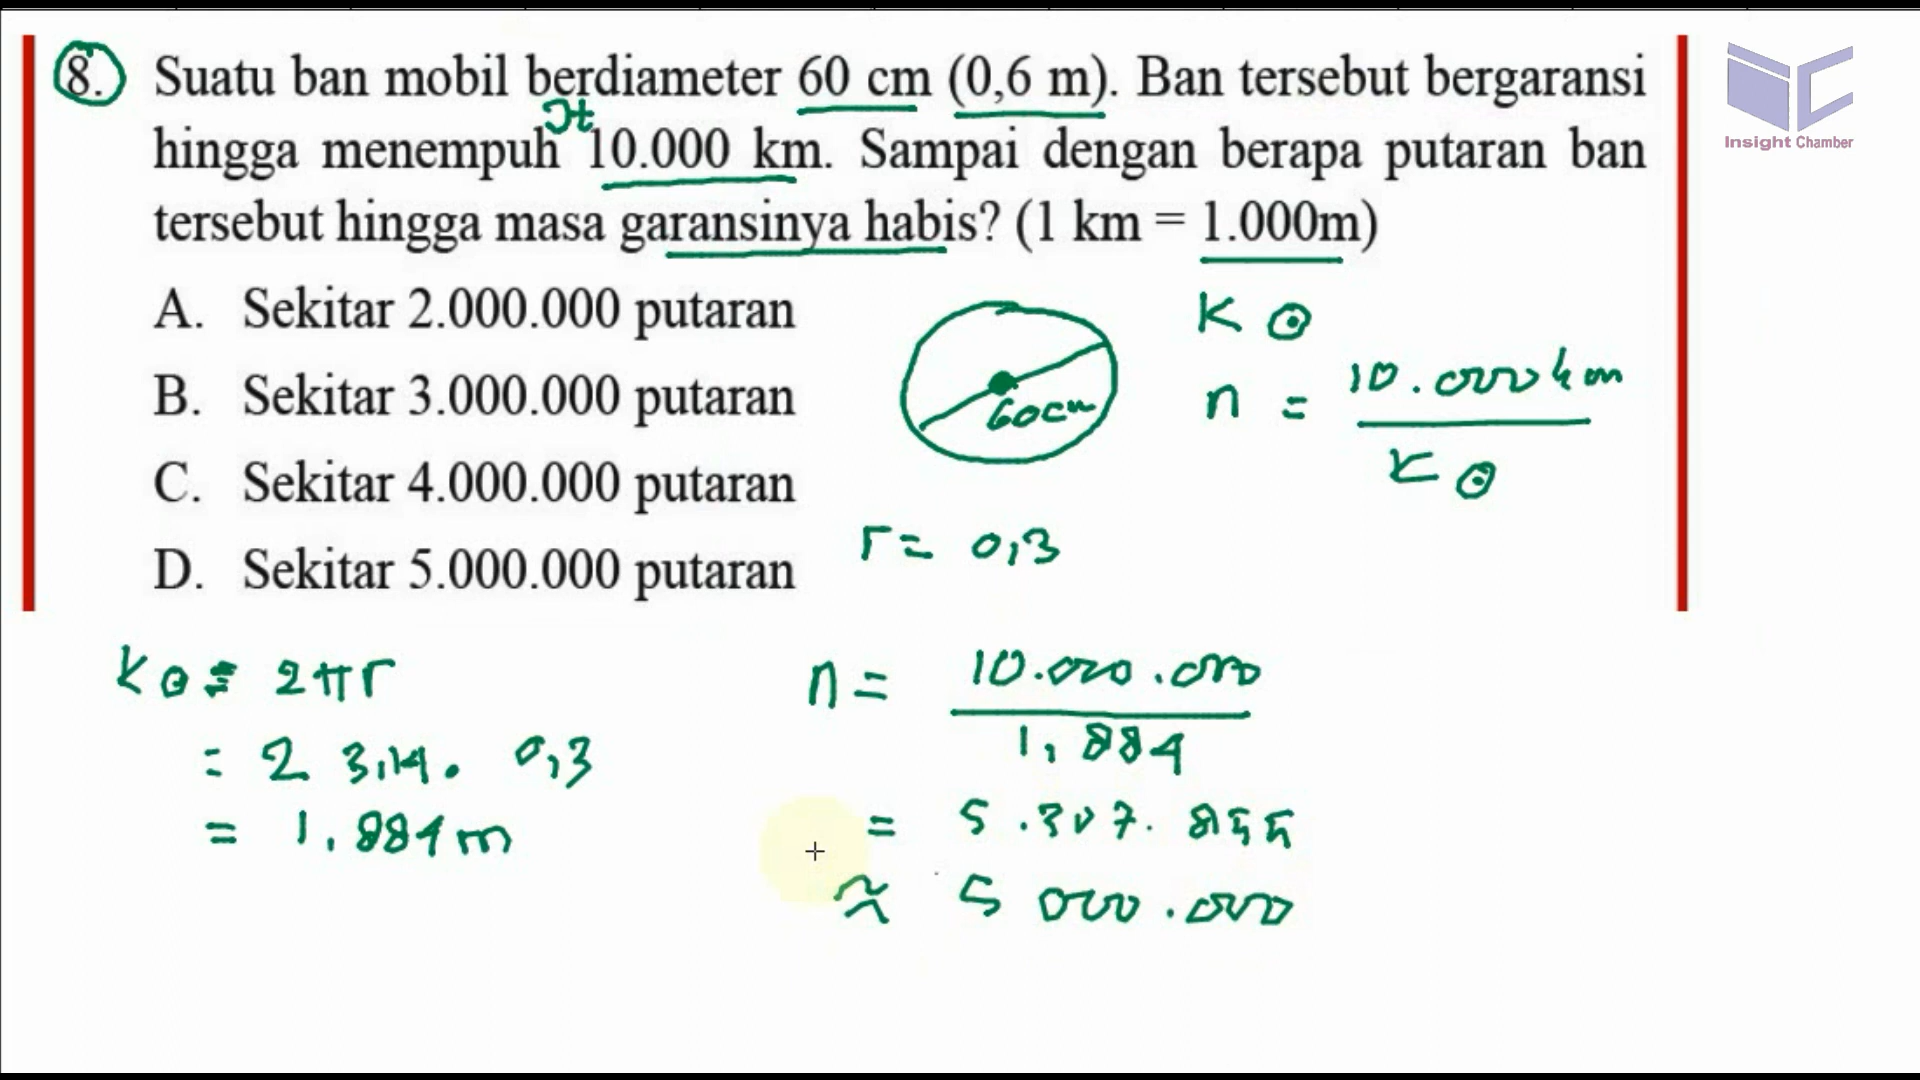 8. Suatu ban mobil berdiameter 60 cm (0,6 m). Ban tersebut bergaransi
hingga menempuh 10.000 km. Sampai dengan berapa putaran ban
tersebut hingga masa garansinya habis? (1 km = 1.000m)
A. Sekitar 2.000.000 putaran
B. Sekitar 3.000.000 putaran
C. Sekitar 4.000.000 putaran
D. Sekitar 5.000.000 putaran
Insight Chamber
60cm
r = 0,3
K ⊙
n = 10.000 km
K ⊙
K ⊙ = 2πr
= 2 3,14. 0,3
= 1,884 m
n = 10.000.000
1,884
= 5.307.855
≈ 5 000.000